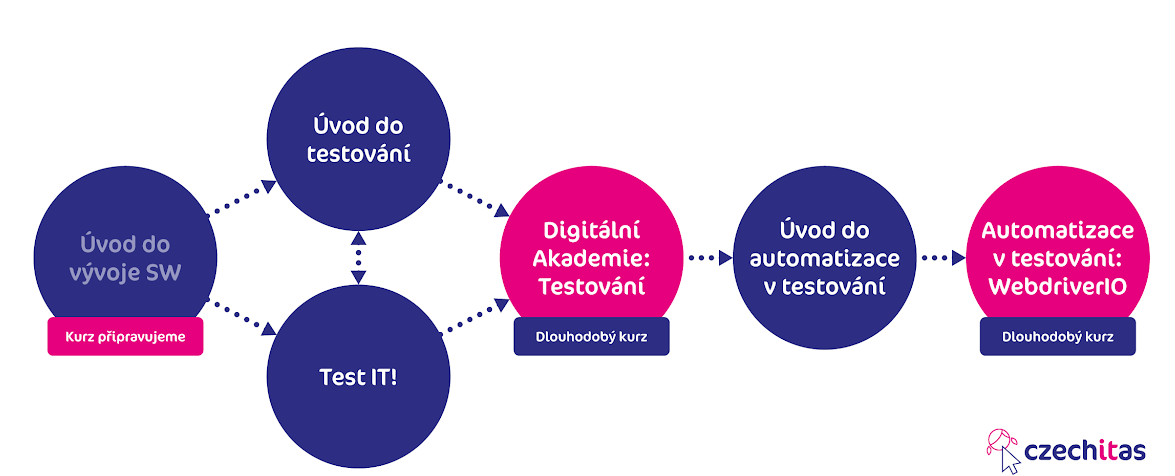 Úvod do
vývoje SW
Kurz připravujeme
Úvod do
testování
Test IT!
Digitální
Akademie:
Testování
Dlouhodobý kurz
Úvod do
automatizace
v testování
Automatizace
v testování:
WebdriverIO
Dlouhodobý kurz
czechitas